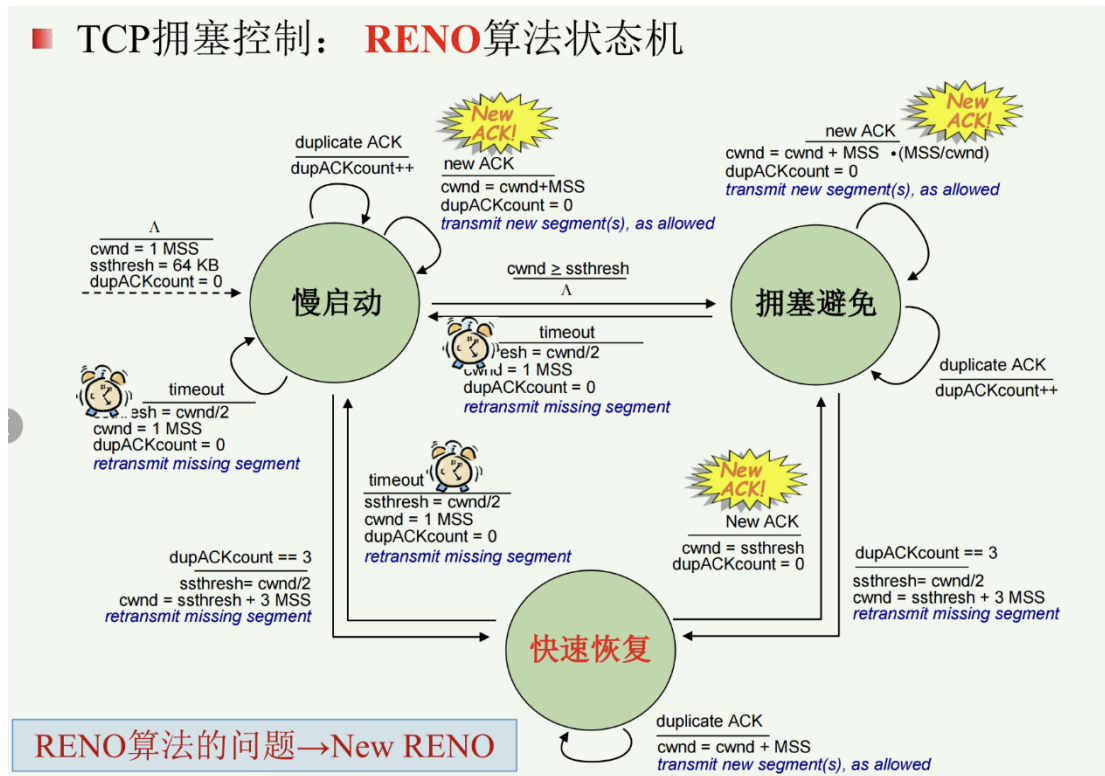 TCP拥塞控制： RENO算法状态机
New
ACK!
duplicate ACK
dupACKcount++
new ACK
cwnd = cwnd+MSS
dupACKcount = 0
transmit new segment(s), as allowed
New
ACK!
new ACK
cwnd = cwnd + MSS •(MSS/cwnd)
dupACKcount = 0
transmit new segment(s), as allowed
Λ
cwnd = 1 MSS
ssthresh = 64 KB
dupACKcount = 0
慢启动
cwnd ≥ ssthresh
Λ
拥塞避免
timeout
esh = cwnd/2
cwnd = 1 MSS
dupACKcount = 0
retransmit missing segment
duplicate ACK
dupACKcount++
timeout
esh = cwnd/2
cwnd = 1 MSS
dupACKcount = 0
retransmit missing segment
timeout
ssthresh = cwnd/2
cwnd = 1 MSS
dupACKcount = 0
retransmit missing segment
New
ACK!
New ACK
cwnd = ssthresh
dupACKcount = 0
dupACKcount == 3
ssthresh= cwnd/2
cwnd = ssthresh + 3 MSS
retransmit missing segment
dupACKcount == 3
ssthresh= cwnd/2
cwnd = ssthresh + 3 MSS
retransmit missing segment
快速恢复
duplicate ACK
cwnd = cwnd + MSS
transmit new segment(s), as allowed
RENO算法的问题→New RENO